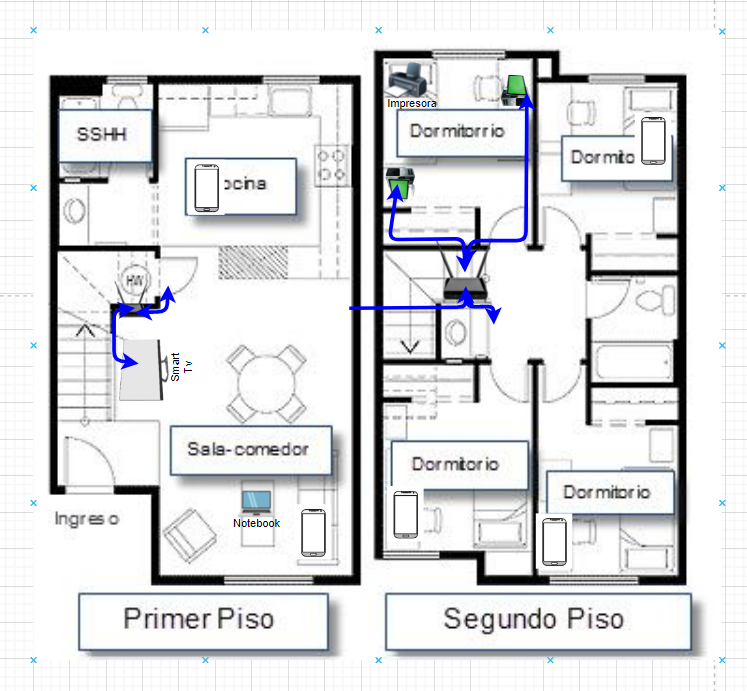 SSHH
ocina
HW
Smart
Tv
Sala-comedor
Notebook
Ingreso
Primer Piso
Impresora
Dormitorrio
Dormito
Dormitorio
Dormitorio
Segundo Piso